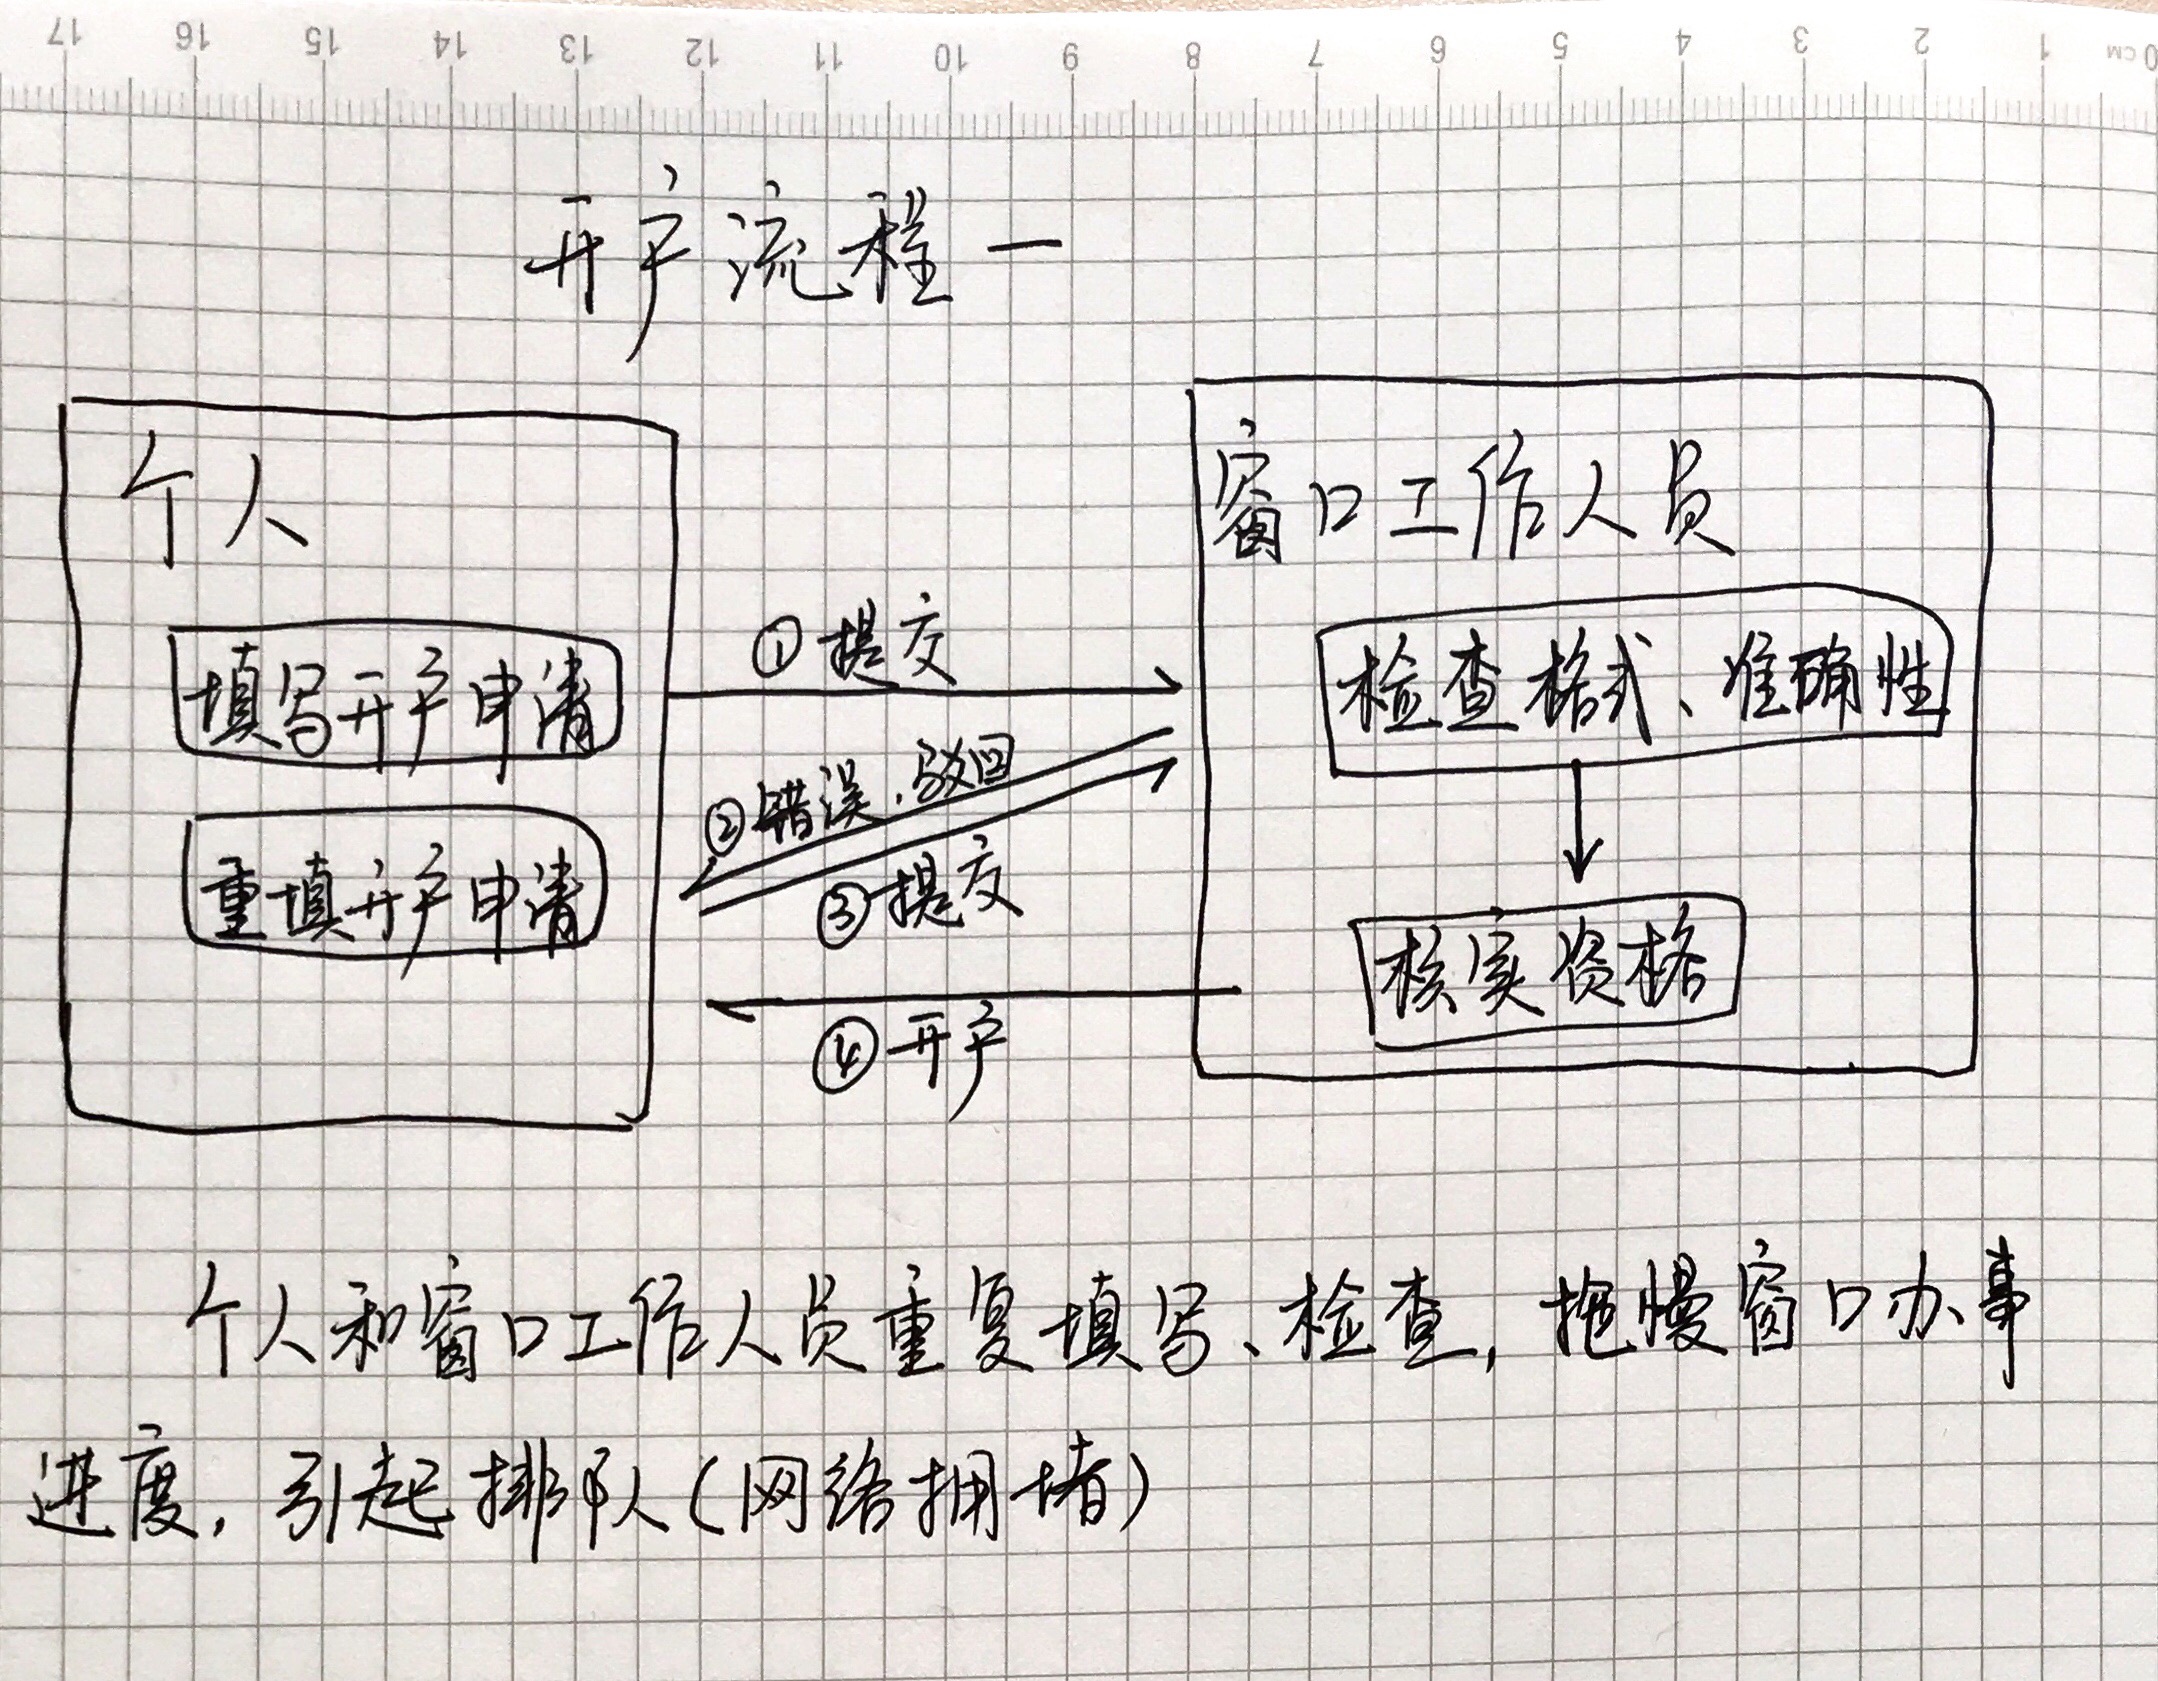 17 16 15 14 13 12 11 10 9 8 7 6 5 4 3 2 1 0 CM
开户流程一
个人
填写开户申请
重填开户申请
①提交
②错误、驳回
③提交
④开户
窗口工作人员
检查格式、准确性
核实资格
个人和窗口工作人员重复填写、检查，拖慢窗口办事
进度，引起排队（网络拥堵）